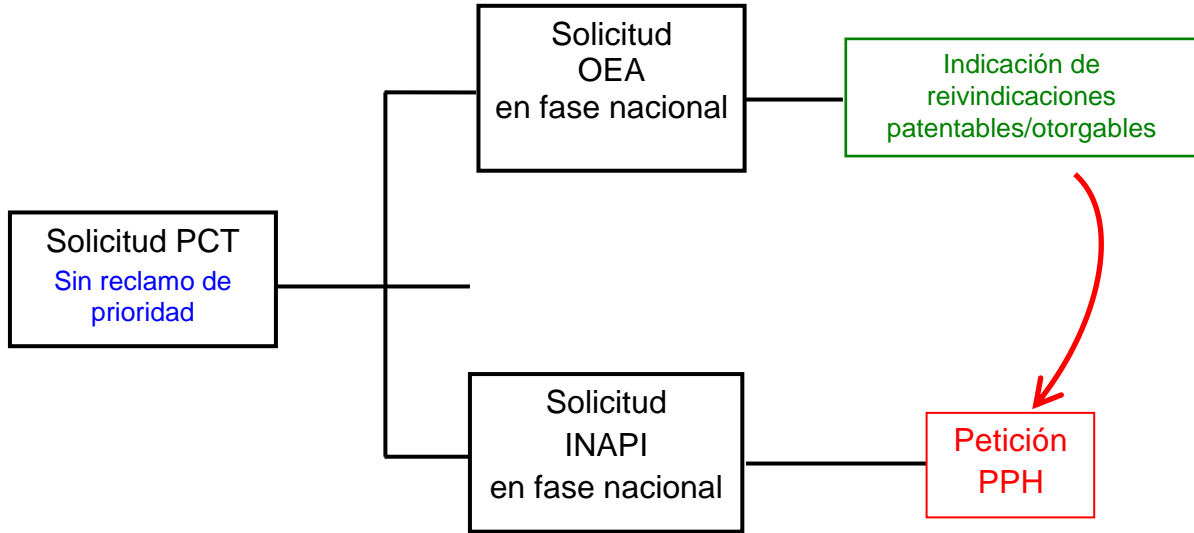 Solicitud
OEA
en fase nacional
Indicación de
reivindicaciones
patentables/otorgables
Solicitud PCT
Sin reclamo de
prioridad
Solicitud
INAPI
en fase nacional
Petición
PPH